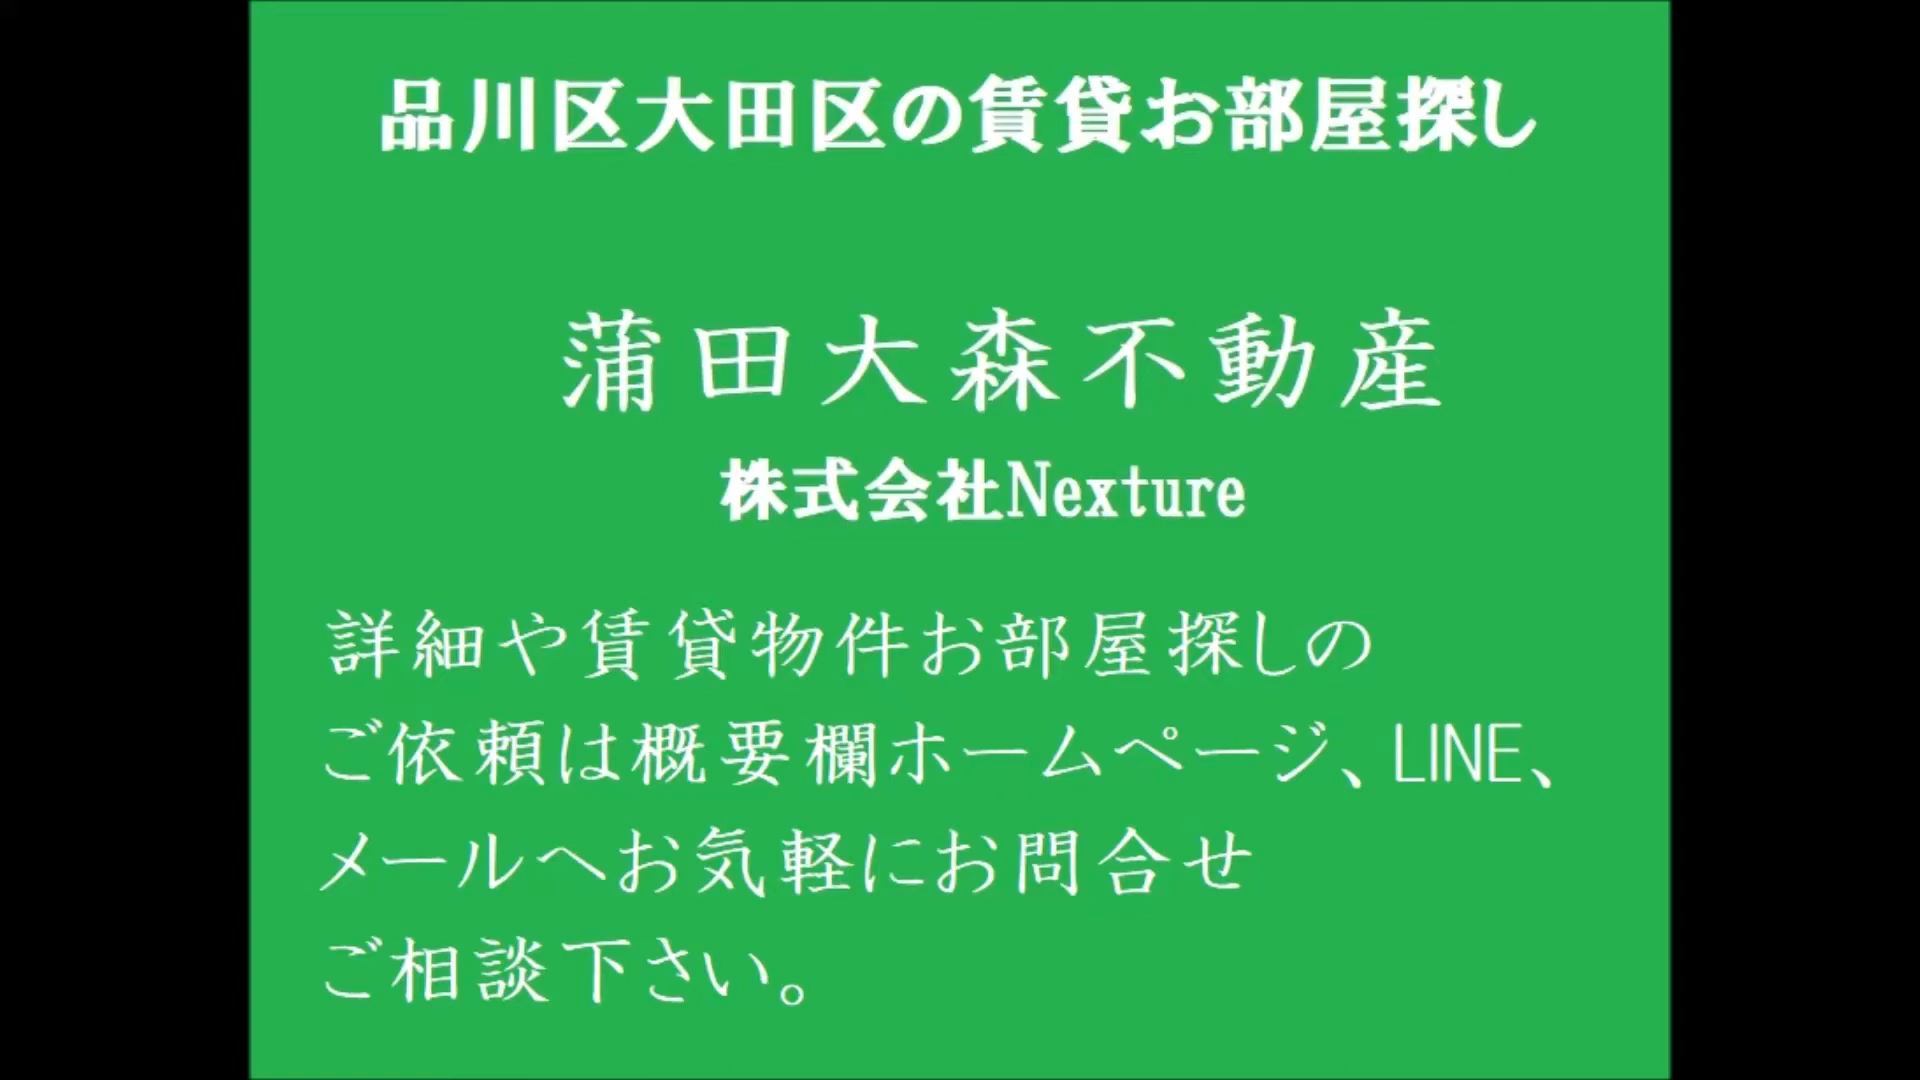 品川区大田区の賃貸お部屋探し
蒲田大森不動産
株式会社Nexture
詳細や賃貸物件お部屋探しの
ご依頼は概要欄ホームページ、LINE、
メールへお気軽にお問合せ
ご相談下さい。